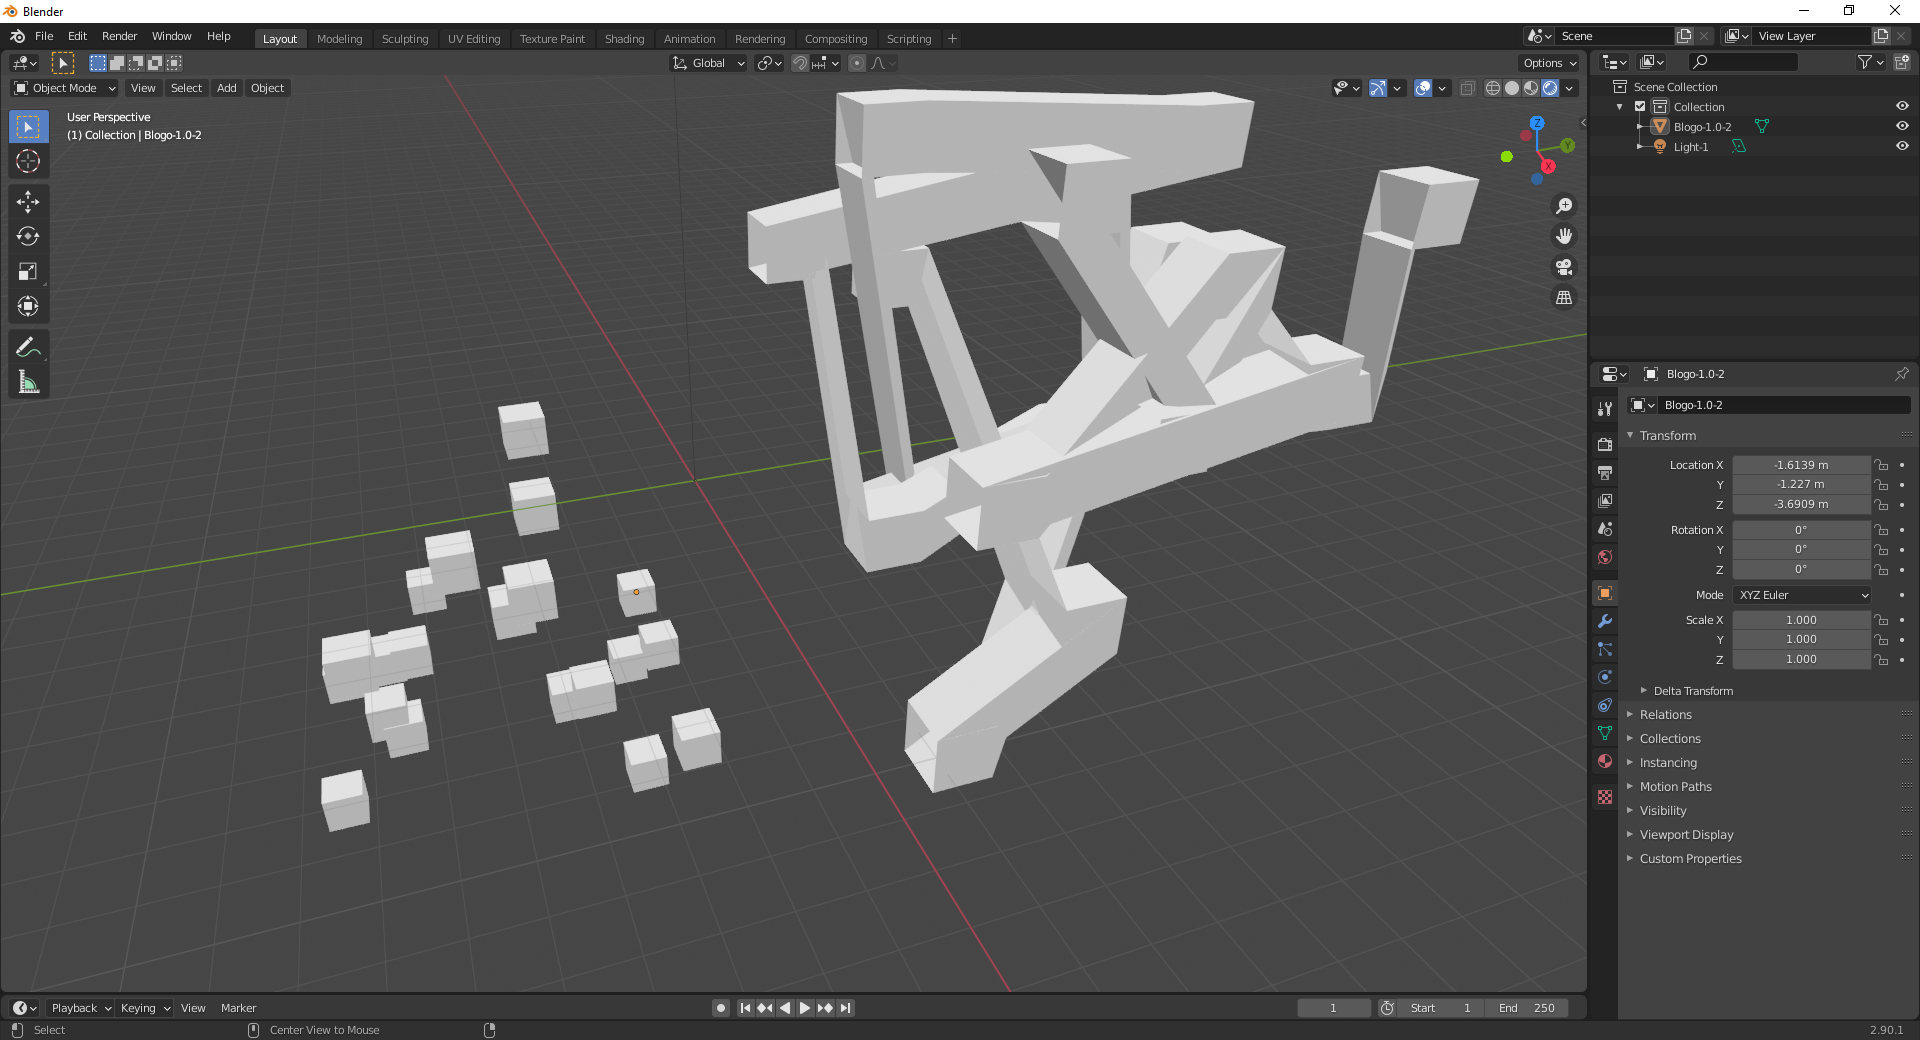 Blender
File Edit Render Window Help
Layout Modeling Sculpting UV Editing Texture Paint Shading Animation Rendering Compositing Scripting +
Scene
View Layer
Global
Options
Object Mode View Select Add Object
User Perspective
(1) Collection | Blogo-1.0-2
Z
Y
X
Scene Collection
Collection
Blogo-1.0-2
Light-1
Blogo-1.0-2
Blogo-1.0-2
Transform
Location X -1.6139 m
Y -1.227 m
Z -3.6909 m
Rotation X 0°
Y 0°
Z 0°
Mode XYZ Euler
Scale X 1.000
Y 1.000
Z 1.000
Delta Transform
Relations
Collections
Instancing
Motion Paths
Visibility
Viewport Display
Custom Properties
Playback Keying View Marker
1
Start 1
End 250
Select
Center View to Mouse
2.90.1